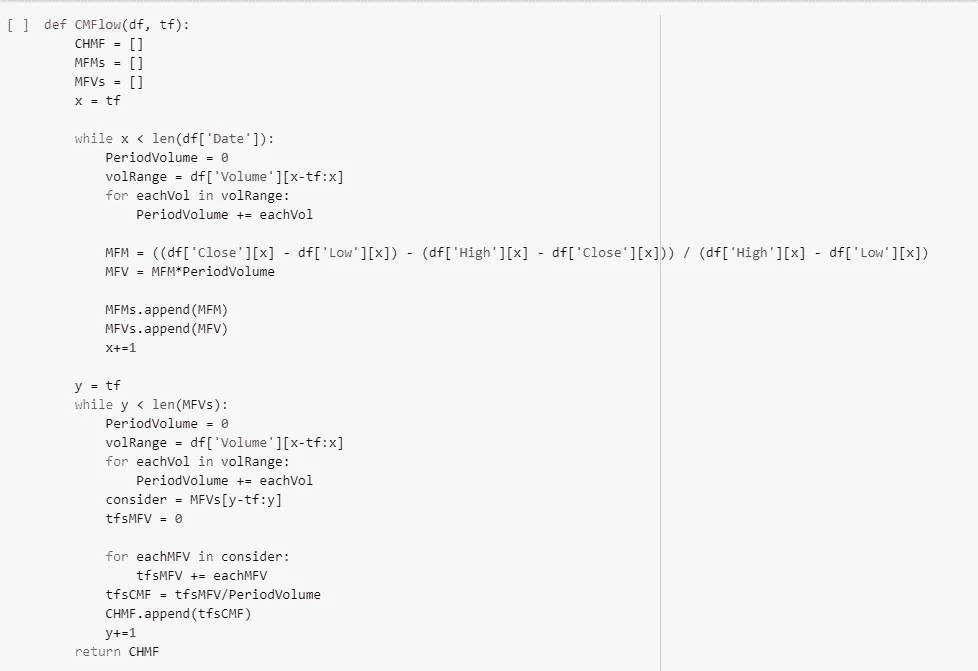 [ ] def CMFlow(df, tf):
CHMF = []
MFMs = []
MFVs = []
x = tf
while x < len(df['Date']):
PeriodVolume = 0
volRange = df['Volume'][x-tf:x]
for eachVol in volRange:
PeriodVolume += eachVol
MFM = ((df['Close'][x] - df['Low'][x]) - (df['High'][x] - df['Close'][x])) / (df['High'][x] - df['Low'][x])
MFV = MFM*PeriodVolume
MFMs.append(MFM)
MFVs.append(MFV)
x+=1
y = tf
while y < len(MFVs):
PeriodVolume = 0
volRange = df['Volume'][x-tf:x]
for eachVol in volRange:
PeriodVolume += eachVol
consider = MFVs[y-tf:y]
tfsMFV = 0
for eachMFV in consider:
tfsMFV += eachMFV
tfsCMF = tfsMFV/PeriodVolume
CHMF.append(tfsCMF)
y+=1
return CHMF